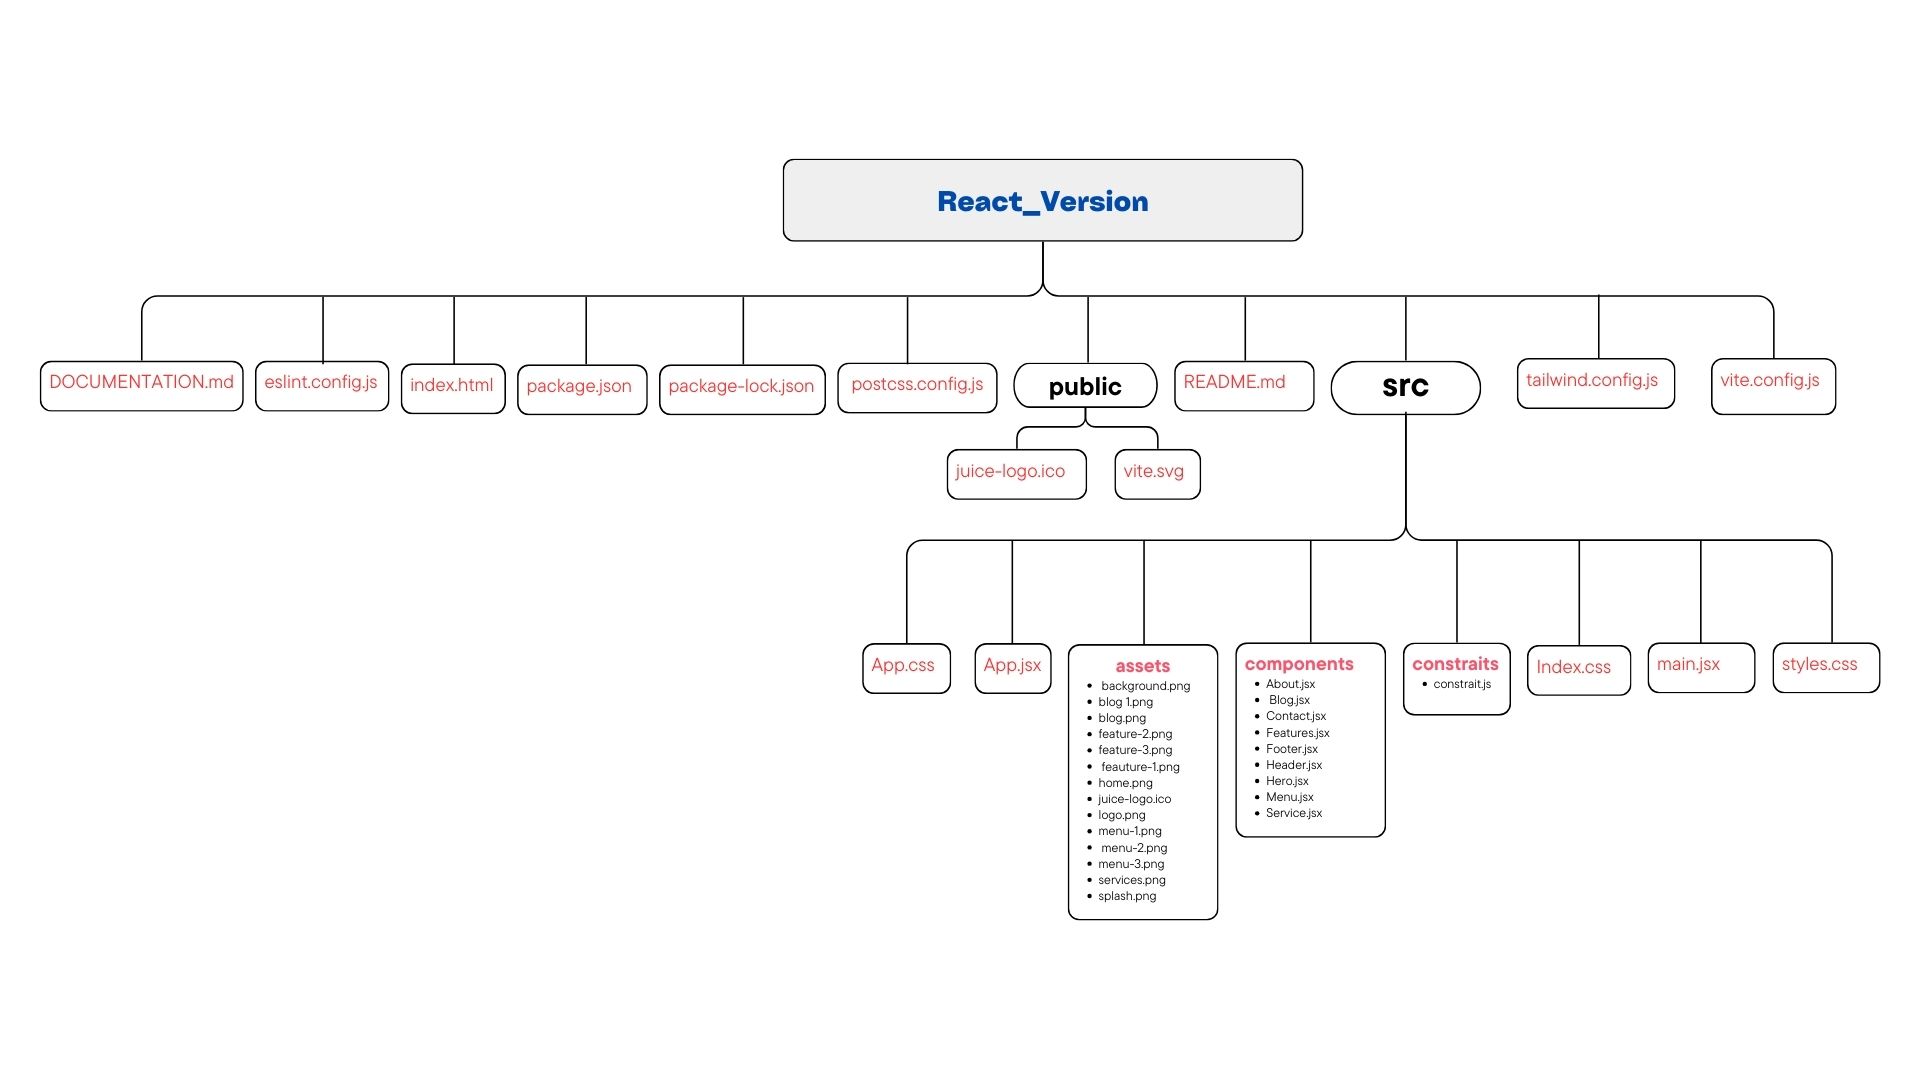 React_Version
DOCUMENTATION.md
eslint.config.js
index.html
package.json
package-lock.json
postcss.config.js
public
README.md
src
tailwind.config.js
vite.config.js
juice-logo.ico
vite.svg
App.css
App.jsx
assets
background.png
blog 1.png
blog.png
feature-2.png
feature-3.png
feauture-1.png
home.png
juice-logo.ico
logo.png
menu-1.png
menu-2.png
menu-3.png
services.png
splash.png
components
About.jsx
Blog.jsx
Contact.jsx
Features.jsx
Footer.jsx
Header.jsx
Hero.jsx
Menu.jsx
Service.jsx
constraits
constrait.js
Index.css
main.jsx
styles.css